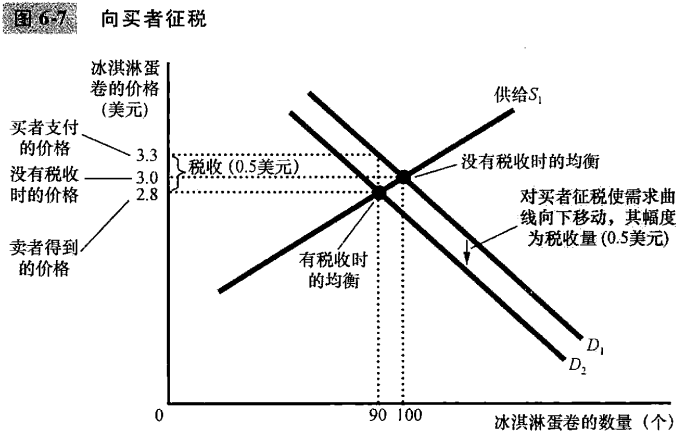 图 6-7 向买者征税
冰淇淋蛋
卷的价格
(美元)
供给S₁
买者支付
的价格
3.3
税收 (0.5美元)
没有税收时的均衡
没有税收
时的价格
3.0
2.8
对买者征税使需求曲
线向下移动，其幅度
为税收量 (0.5美元)
卖者得到
的价格
有税收时
的均衡
D₁
D₂
0
90
100
冰淇淋蛋卷的数量（个）